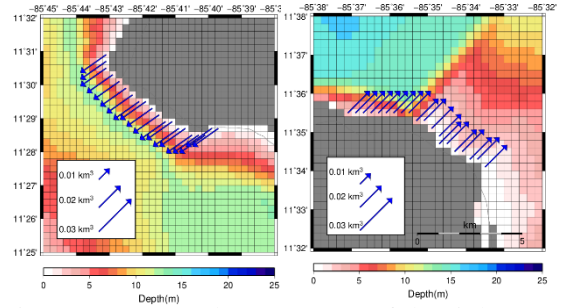 −85°45' −85°44' −85°43' −85°42' −85°41' −85°40' −85°39'
11°32'
11°30'
11°29'
11°28'
11°27'
11°26'
11°25'
0.01 km³
0.02 km³
0.03 km³
0 5 10 15 20 25
Depth(m)
−85°38' −85°37' −85°36' −85°35' −85°34' −85°33' −85°32'
11°38'
11°37'
11°36'
11°35'
11°34'
11°33'
11°32'
0.01 km³
0.02 km³
0.03 km³
km
0 5
0 5 10 15 20 25
Depth(m)